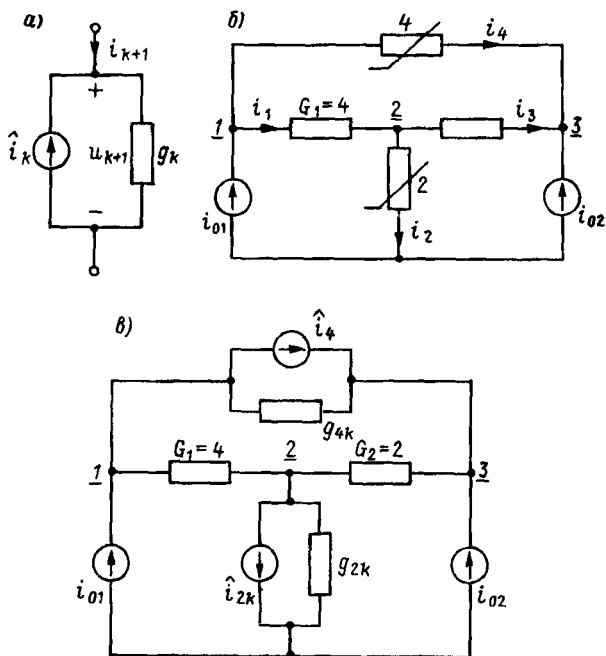 а)
i_{k+1}
+
î_k
u_{k+1}
g_k
−
б)
4
i_4
1
i_1
G_1=4
2
i_3
3
2
i_{01}
i_2
i_{02}
в)
î_4
g_{4k}
1
G_1=4
2
G_2=2
3
i_{01}
î_{2k}
g_{2k}
i_{02}